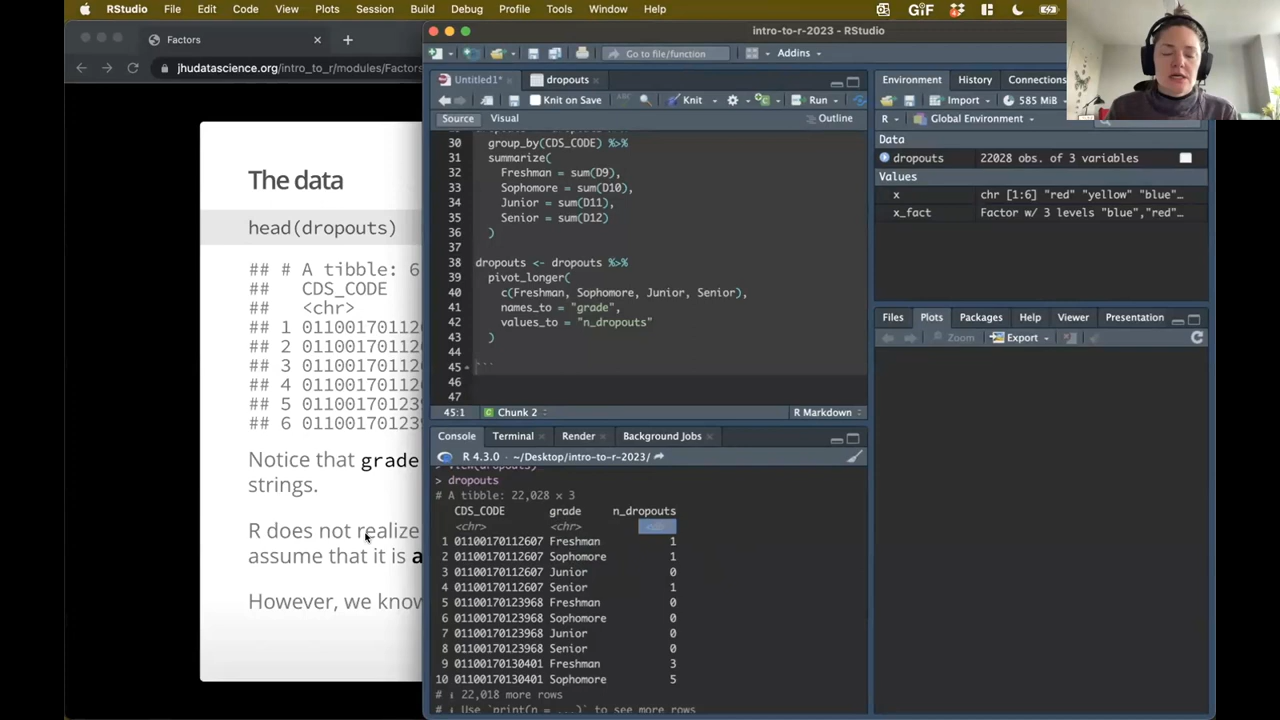 RStudio File Edit Code View Plots Session Build Debug Profile Tools Window Help GIF
Factors
jhudatascience.org/intro_to_r/modules/Factors
The data
head(dropouts)
## # A tibble: 6
## CDS_CODE
## <chr>
## 1 011001701126
## 2 011001701126
## 3 011001701126
## 4 011001701126
## 5 011001701239
## 6 011001701239
Notice that grade
strings.
R does not realize
assume that it is a
However, we know
intro-to-r-2023 - RStudio
Go to file/function Addins
Untitled1* dropouts
Knit on Save ABC Knit Run
Source Visual Outline
30 group_by(CDS_CODE) %>%
31 summarize(
32 Freshman = sum(D9),
33 Sophomore = sum(D10),
34 Junior = sum(D11),
35 Senior = sum(D12)
36 )
37
38 dropouts <- dropouts %>%
39 pivot_longer(
40 c(Freshman, Sophomore, Junior, Senior),
41 names_to = "grade",
42 values_to = "n_dropouts"
43 )
44
45 ```
46
47
45:1 Chunk 2 R Markdown
Console Terminal Render Background Jobs
R 4.3.0 · ~/Desktop/intro-to-r-2023/
> View(dropouts)
> dropouts
# A tibble: 22,028 × 3
CDS_CODE grade n_dropouts
<chr> <chr>
1 01100170112607 Freshman 1
2 01100170112607 Sophomore 1
3 01100170112607 Junior 0
4 01100170112607 Senior 1
5 01100170123968 Freshman 0
6 01100170123968 Sophomore 0
7 01100170123968 Junior 0
8 01100170123968 Senior 0
9 01100170130401 Freshman 3
10 01100170130401 Sophomore 5
# ℹ 22,018 more rows
# ℹ Use `print(n = ...)` to see more rows
Environment History Connections
Import 585 MiB
R Global Environment
Data
dropouts 22028 obs. of 3 variables
Values
x chr [1:6] "red" "yellow" "blue"…
x_fact Factor w/ 3 levels "blue","red"…
Files Plots Packages Help Viewer Presentation
Zoom Export